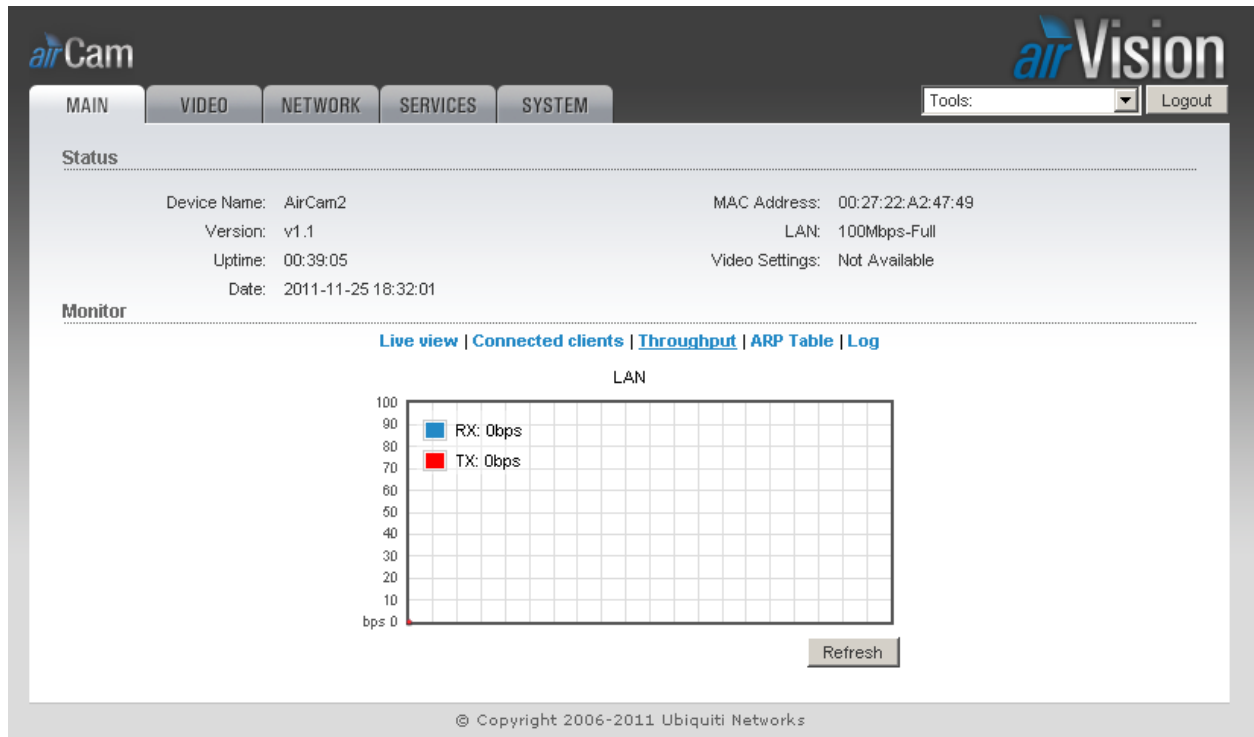 airCam
airVision
MAIN VIDEO NETWORK SERVICES SYSTEM
Tools: Logout
Status
Device Name: AirCam2
MAC Address: 00:27:22:A2:47:49
Version: v1.1
LAN: 100Mbps-Full
Uptime: 00:39:05
Video Settings: Not Available
Date: 2011-11-25 18:32:01
Monitor
Live view | Connected clients | Throughput | ARP Table | Log
LAN
100
90
80
70
60
50
40
30
20
10
bps 0
RX: 0bps
TX: 0bps
Refresh
© Copyright 2006-2011 Ubiquiti Networks